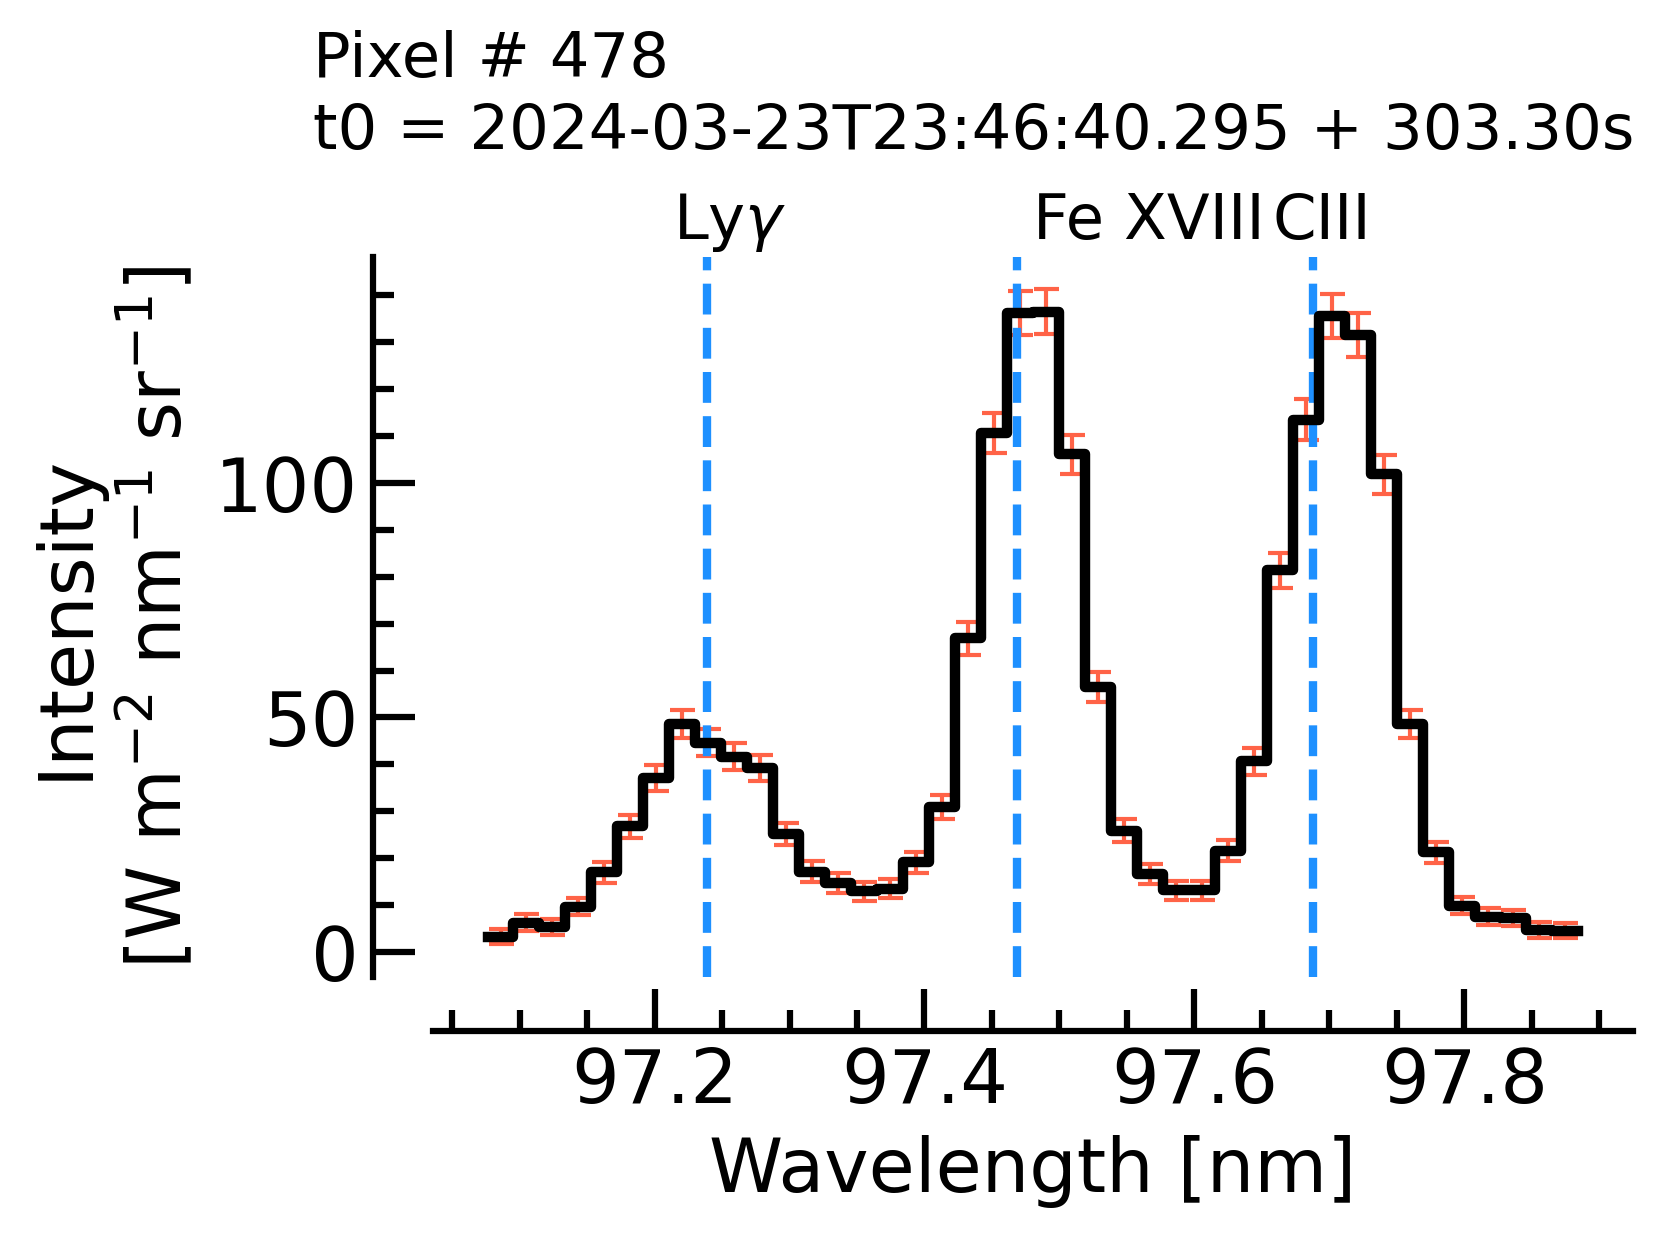 Pixel # 478
t0 = 2024-03-23T23:46:40.295 + 303.30s
Lyγ Fe XVIII CIII
Intensity
[W m⁻² nm⁻¹ sr⁻¹]
100
50
0
97.2 97.4 97.6 97.8
Wavelength [nm]